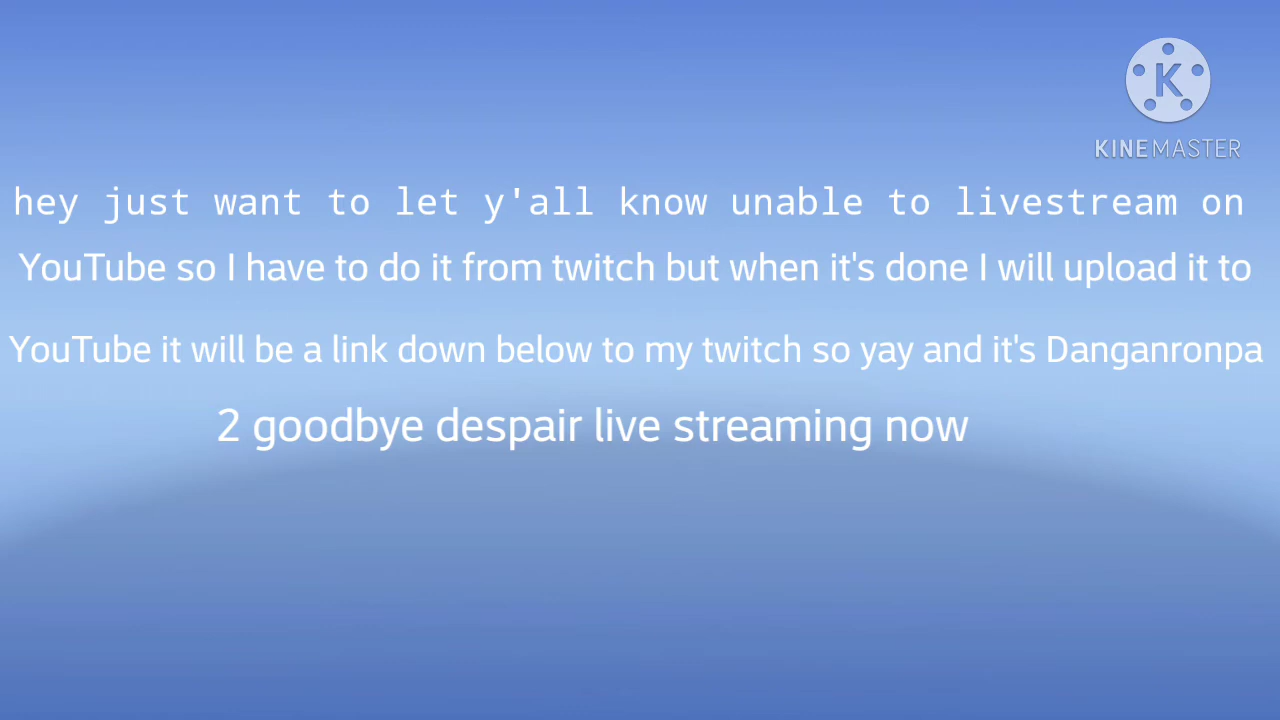 K
KINEMASTER
hey just want to let y'all know unable to livestream on
YouTube so I have to do it from twitch but when it's done I will upload it to
YouTube it will be a link down below to my twitch so yay and it's Danganronpa
2 goodbye despair live streaming now